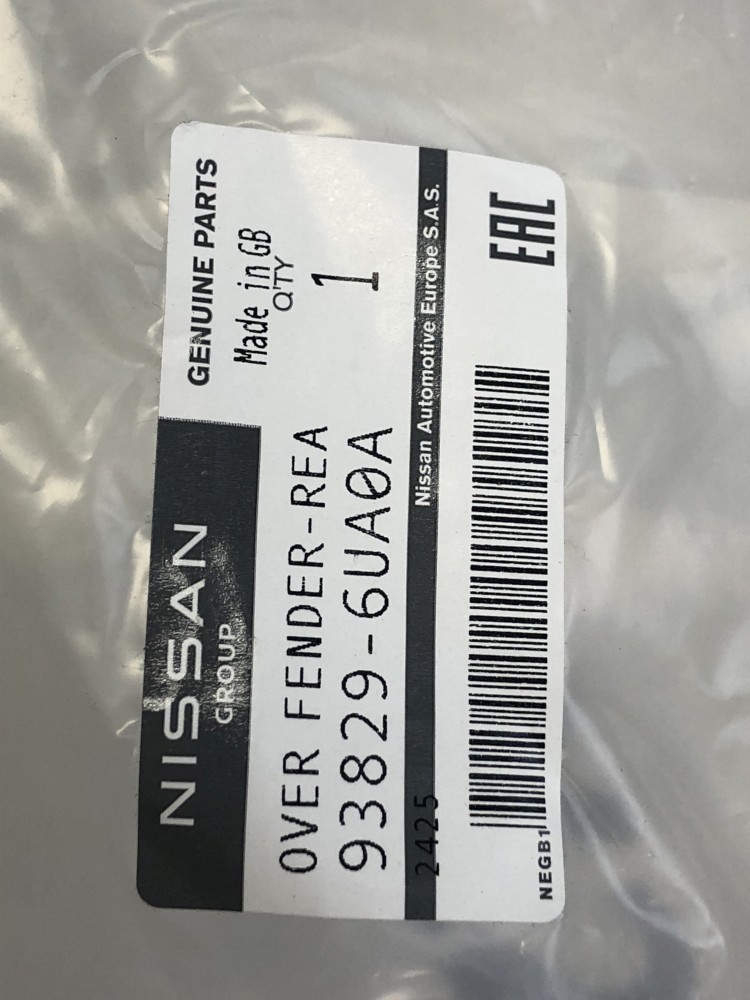 NISSAN
GROUP
GENUINE PARTS
Made in GB
Q'TY
OVER FENDER-REA
1
93829-6UA0A
2425
Nissan Automotive Europe S.A.S.
EAC
NEGB1